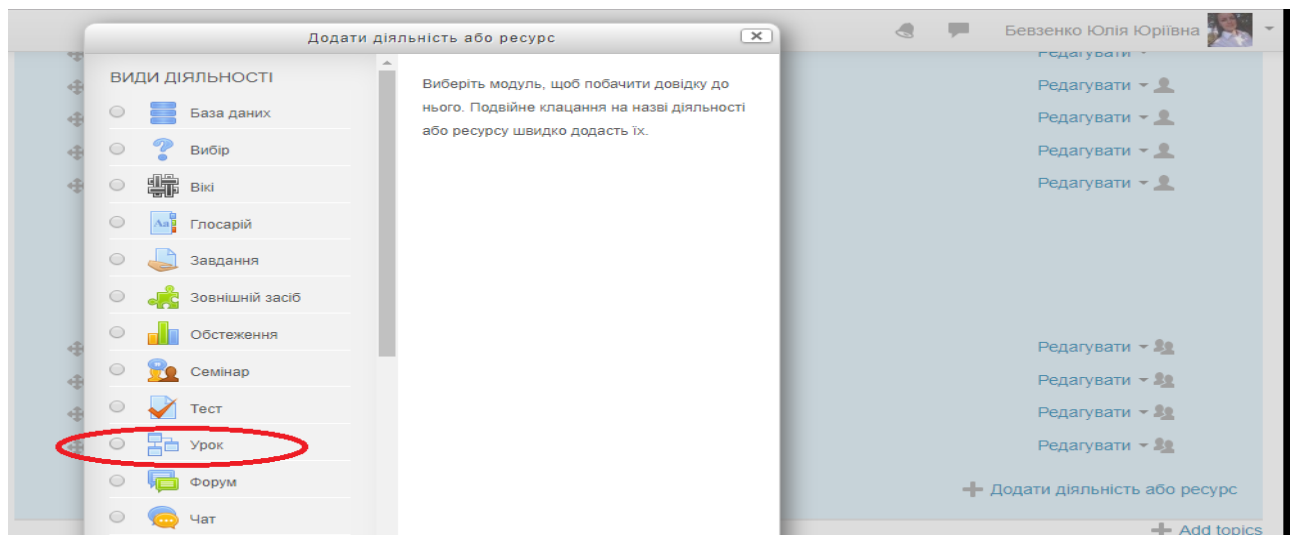 Додати діяльність або ресурс
Бевзенко Юлія Юріївна
Редагувати
ВИДИ ДІЯЛЬНОСТІ
Виберіть модуль, щоб побачити довідку до
нього. Подвійне клацання на назві діяльності
або ресурсу швидко додасть їх.
Редагувати
База даних
Редагувати
Вибір
Редагувати
Вікі
Редагувати
Глосарій
Завдання
Зовнішній засіб
Обстеження
Редагувати
Семінар
Редагувати
Тест
Редагувати
Урок
Редагувати
Форум
Додати діяльність або ресурс
Чат
Add topics